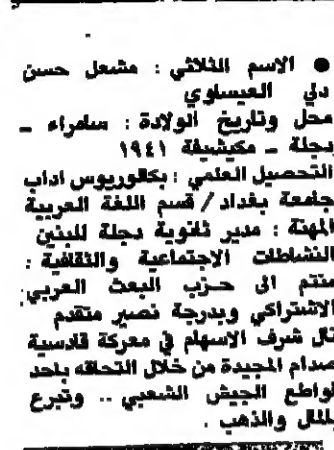 ● الاسم الثلاثي : مشعل حسن
دلي العيساوي
محل وتاريخ الولادة : سامراء _
دجلة _ مكيشيفة ١٩٤١
التحصيل العلمي : بكلوريوس اداب
جامعة بغداد / قسم اللغة العربية
المهنة : مدير ثانوية دجلة للبنين
النشاطات الاجتماعية والثقافية :
منتم الى حزب البعث العربي
الاشتراكي وبدرجة نصير متقدم
نال شرف الاسهام في معركة قادسية
صدام المجيدة من خلال التحاقه باحد
قواطع الجيش الشعبي .. وتبرع
بالمال والذهب .